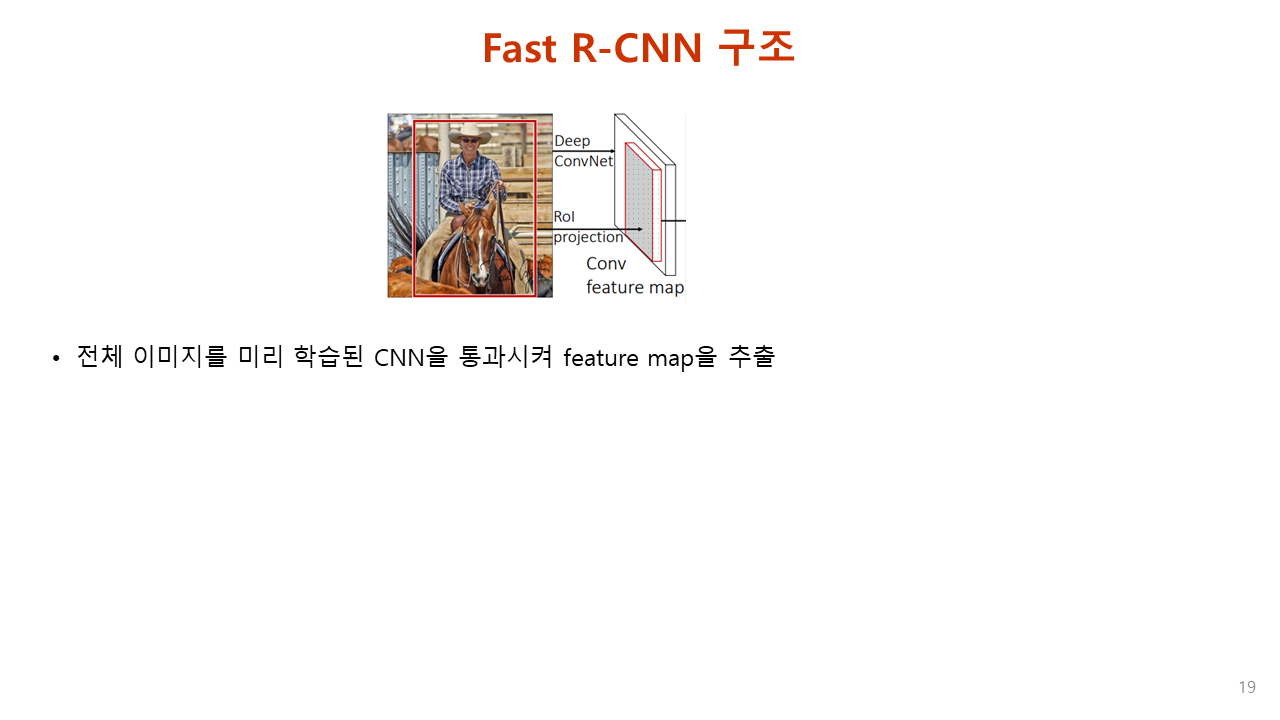 Fast R-CNN 구조
Deep
ConvNet
RoI
projection
Conv
feature map
• 전체 이미지를 미리 학습된 CNN을 통과시켜 feature map을 추출
19